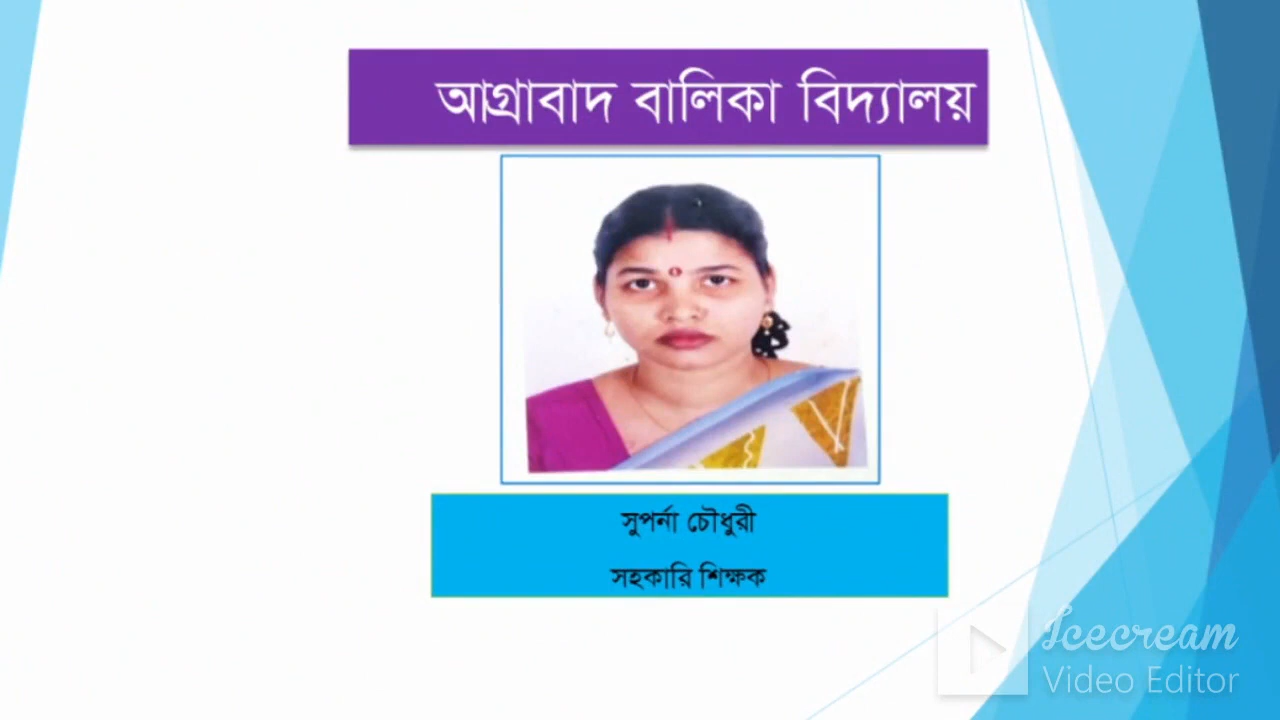 আগ্রাবাদ বালিকা বিদ্যালয়
সুপর্না চৌধুরী
সহকারি শিক্ষক
Icecream
Video Editor